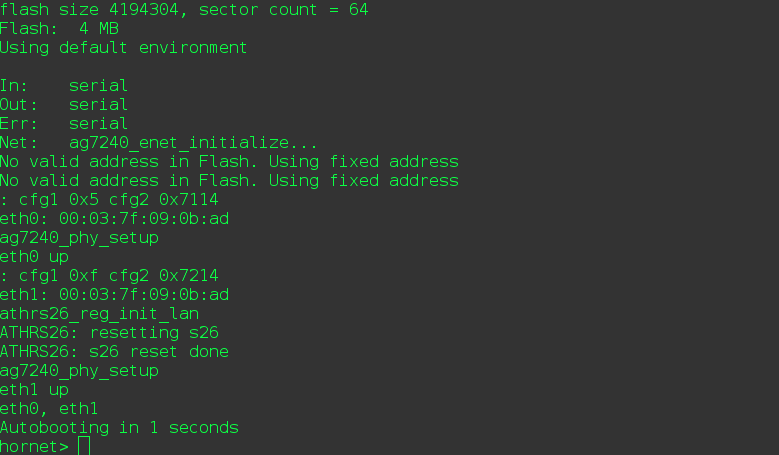 flash size 4194304, sector count = 64
Flash:  4 MB
Using default environment

In:    serial
Out:   serial
Err:   serial
Net:   ag7240_enet_initialize...
No valid address in Flash. Using fixed address
No valid address in Flash. Using fixed address
: cfg1 0x5 cfg2 0x7114
eth0: 00:03:7f:09:0b:ad
ag7240_phy_setup
eth0 up
: cfg1 0xf cfg2 0x7214
eth1: 00:03:7f:09:0b:ad
athrs26_reg_init_lan
ATHRS26: resetting s26
ATHRS26: s26 reset done
ag7240_phy_setup
eth1 up
eth0, eth1
Autobooting in 1 seconds
hornet>